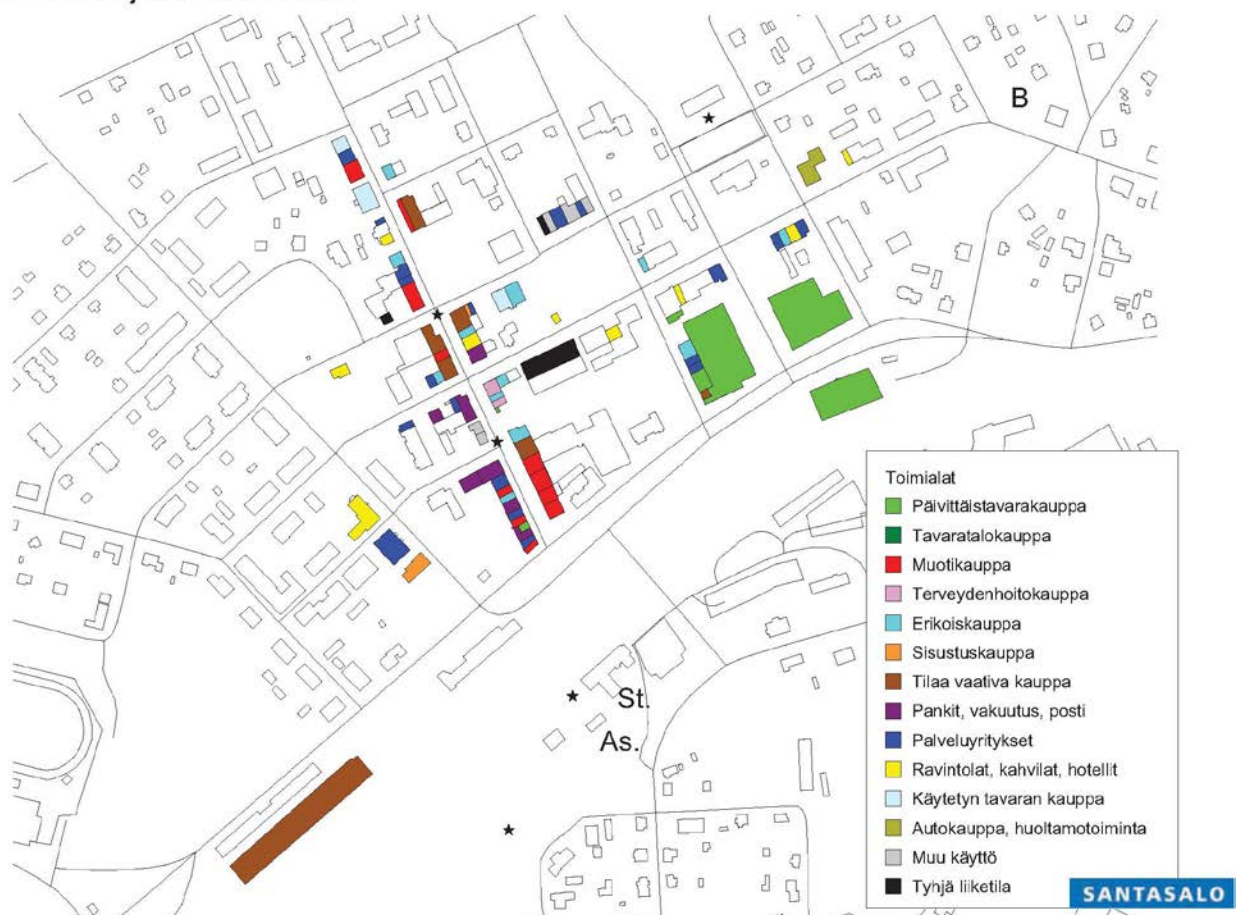 B
St.
As.
Toimialat
Päivittäistavarakauppa
Tavaratalokauppa
Muotikauppa
Terveydenhoitokauppa
Erikoiskauppa
Sisustuskauppa
Tilaa vaativa kauppa
Pankit, vakuutus, posti
Palveluyritykset
Ravintolat, kahvilat, hotellit
Käytetyn tavaran kauppa
Autokauppa, huoltamotoiminta
Muu käyttö
Tyhjä liiketila
SANTASALO